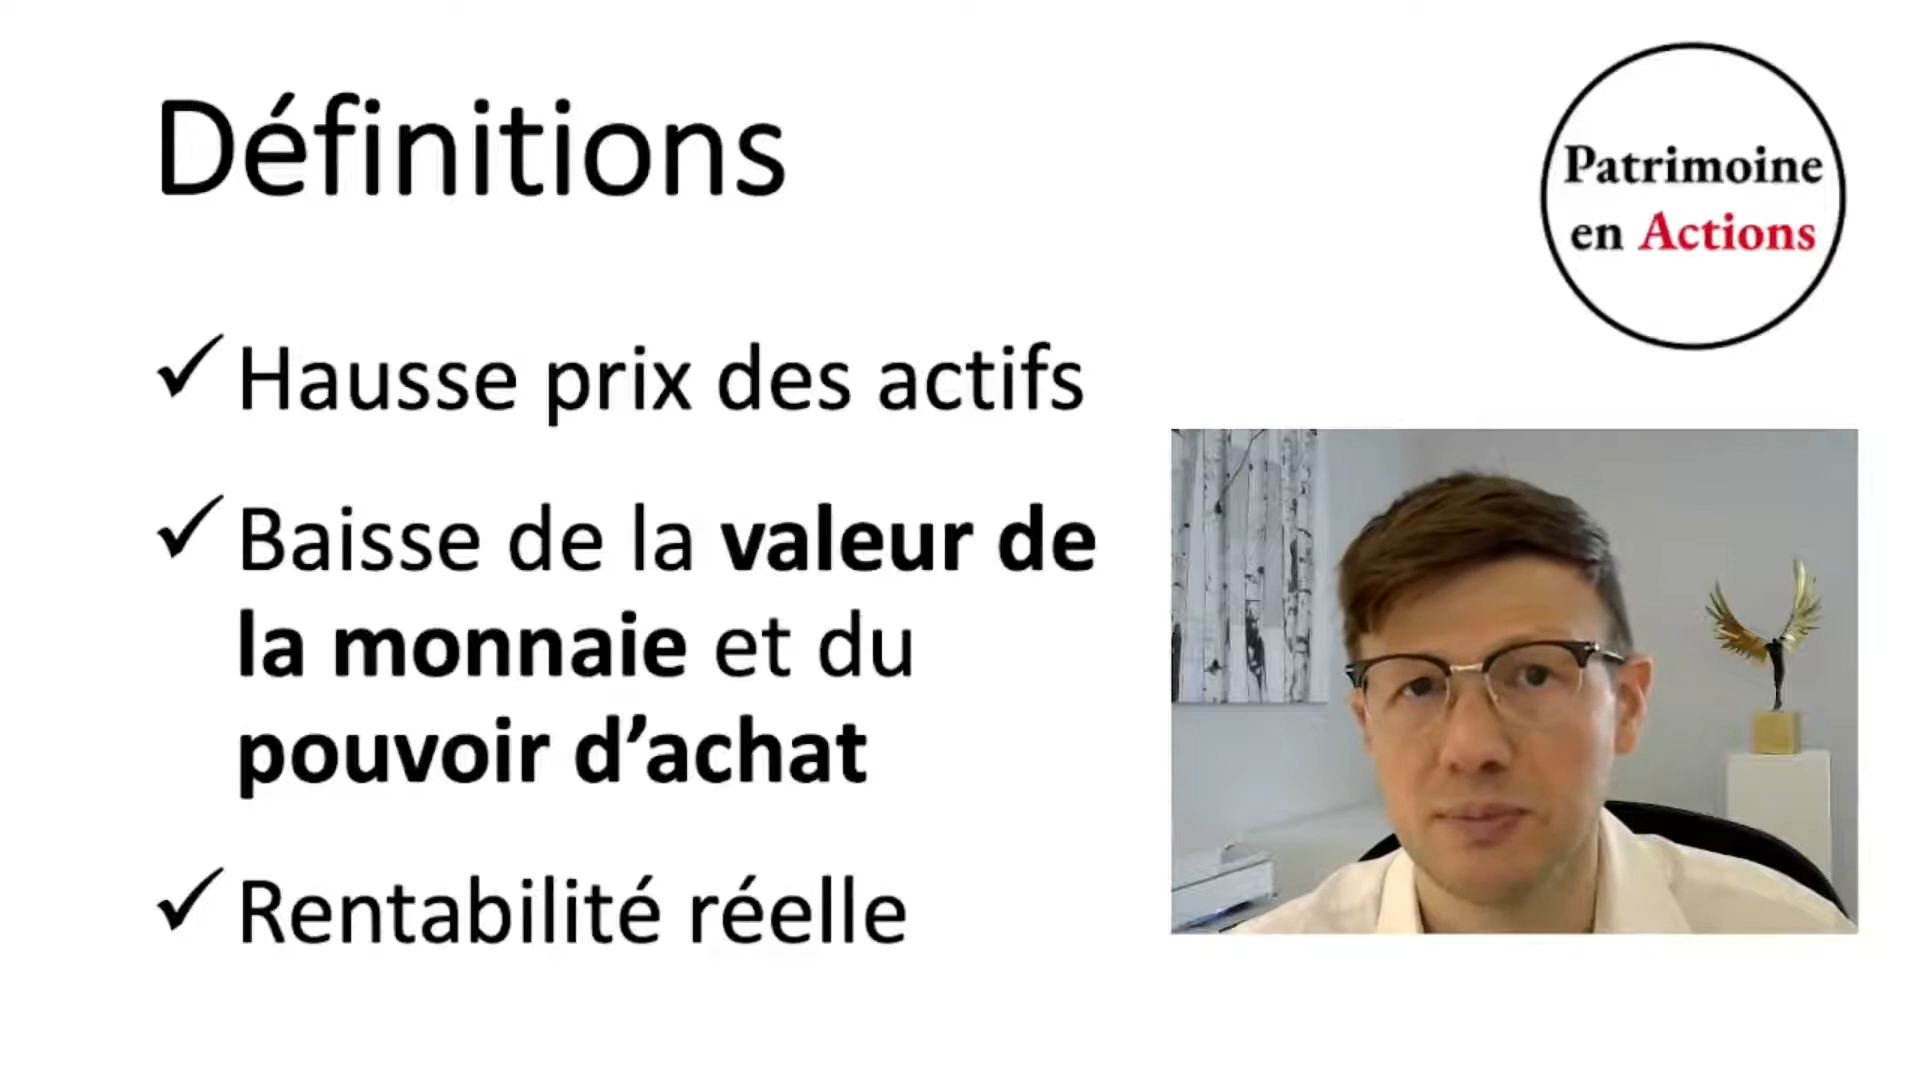 Définitions
Patrimoine
en Actions
Hausse prix des actifs
Baisse de la valeur de
la monnaie et du
pouvoir d’achat
Rentabilité réelle